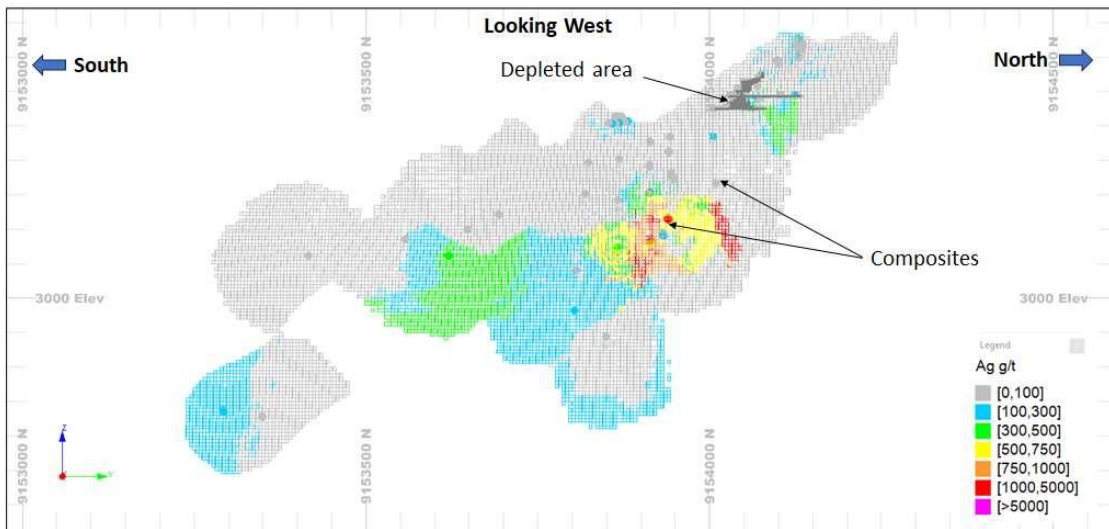 Looking West
South
North
Depleted area
Composites
9153000 N
9153500 N
9154000 N
9154500 N
3000 Elev
3000 Elev
9153000 N
9153500 N
9154000 N
Legend
Ag g/t
[0,100]
[100,300]
[300,500]
[500,750]
[750,1000]
[1000,5000]
[>5000]
Z
Y